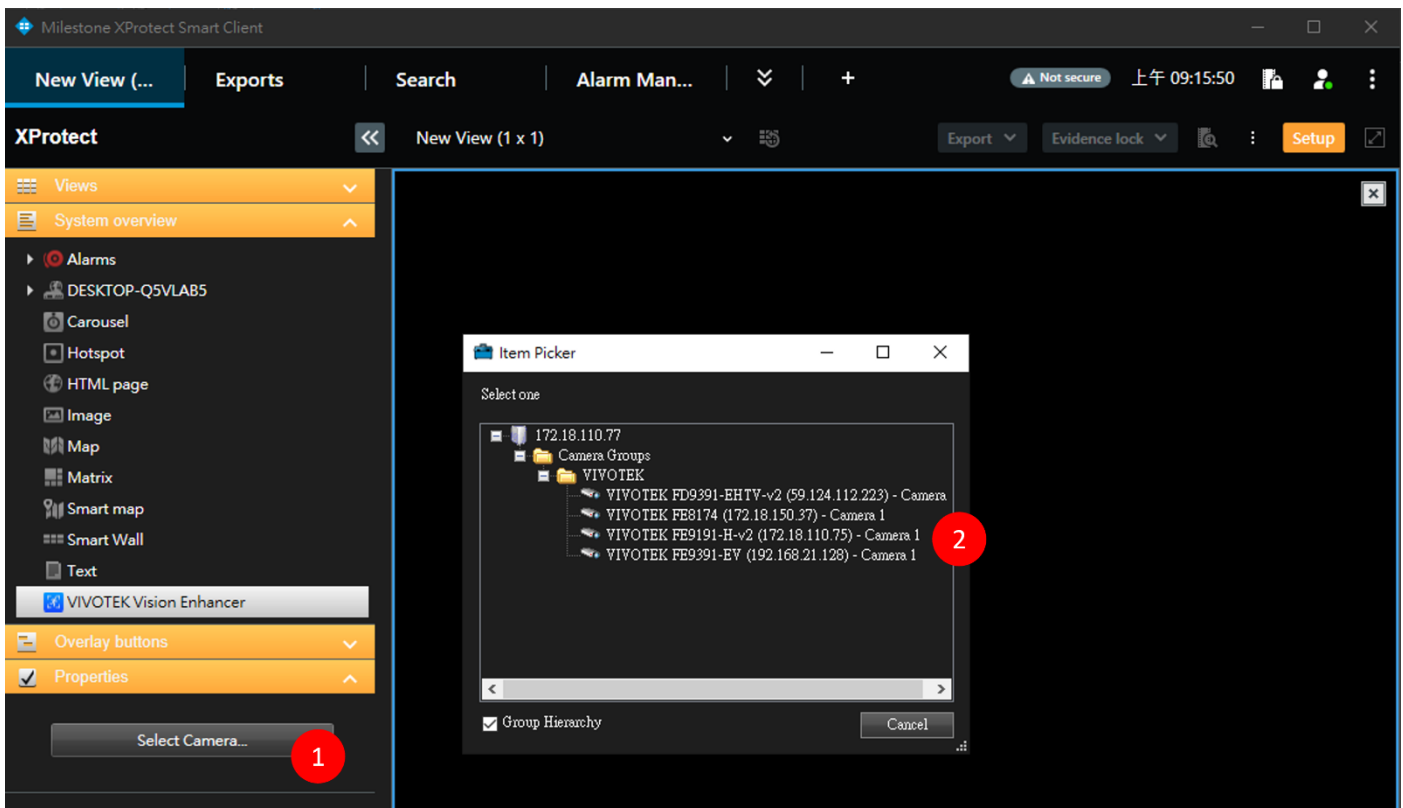 Milestone XProtect Smart Client
New View (...
Exports
Search
Alarm Man...
+
Not secure
上午 09:15:50
XProtect
New View (1 x 1)
Export
Evidence lock
Setup
Views
System overview
Alarms
DESKTOP-Q5VLAB5
Carousel
Hotspot
HTML page
Image
Map
Matrix
Smart map
Smart Wall
Text
VIVOTEK Vision Enhancer
Overlay buttons
Properties
Select Camera...
1
Item Picker
Select one
172.18.110.77
Camera Groups
VIVOTEK
VIVOTEK FD9391-EHTV-v2 (59.124.112.223) - Camera
VIVOTEK FE8174 (172.18.150.37) - Camera 1
VIVOTEK FE9191-H-v2 (172.18.110.75) - Camera 1
VIVOTEK FE9391-EV (192.168.21.128) - Camera 1
2
Group Hierarchy
Cancel